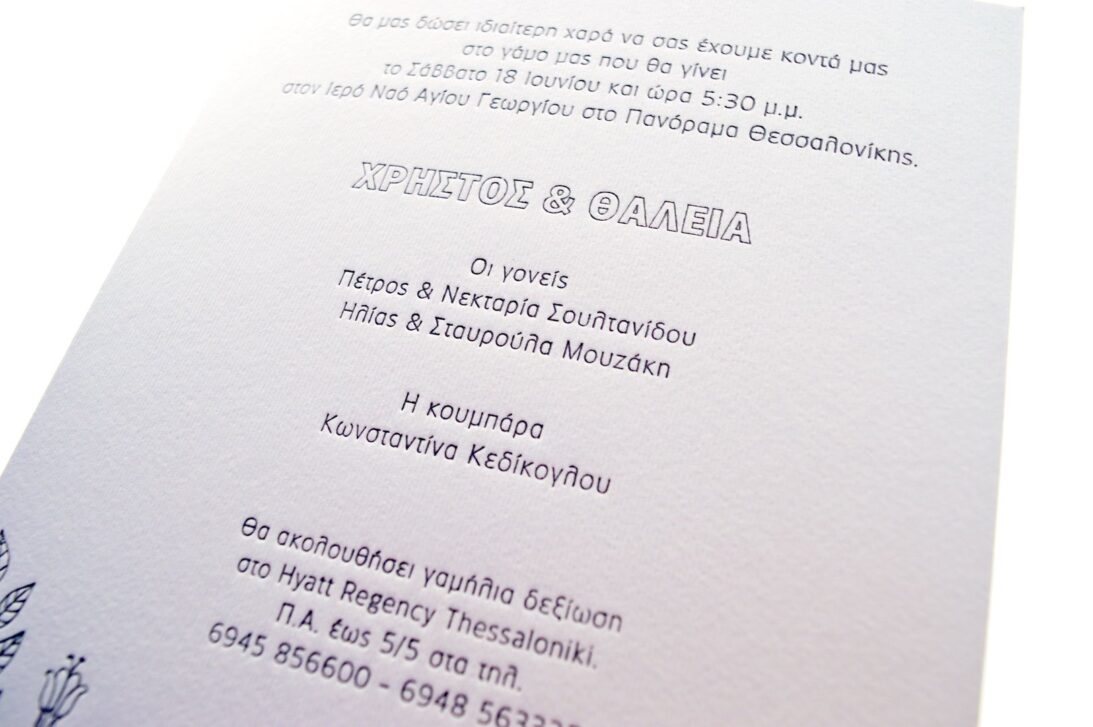 Θα μας δώσει ιδιαίτερη χαρά να σας έχουμε κοντά μας
στο γάμο μας που θα γίνει
το Σάββατο 18 Ιουνίου και ώρα 5:30 μ.μ.
στον Ιερό Ναό Αγίου Γεωργίου στο Πανόραμα Θεσσαλονίκης.
ΧΡΗΣΤΟΣ & ΘΑΛΕΙΑ
Οι γονείς
Πέτρος & Νεκταρία Σουλτανίδου
Ηλίας & Σταυρούλα Μουζάκη
Η κουμπάρα
Κωνσταντίνα Κεδίκογλου
Θα ακολουθήσει γαμήλια δεξίωση
στο Hyatt Regency Thessaloniki.
Π.Α. έως 5/5 στα τηλ.
6945 856600 - 6948